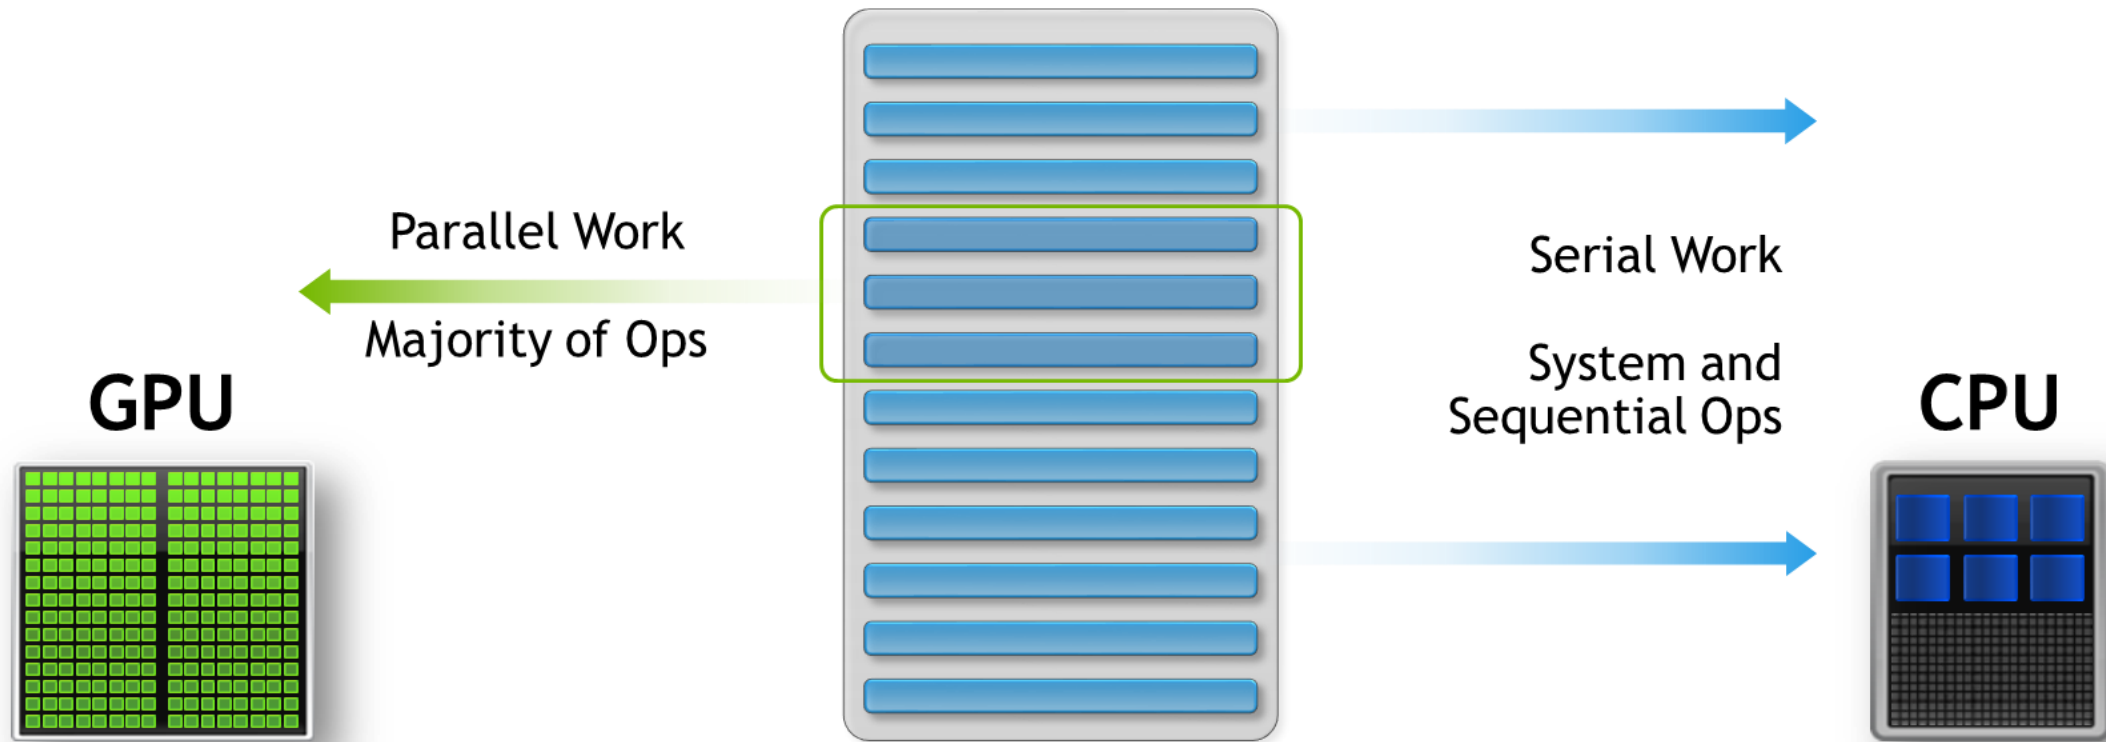 Parallel Work
Majority of Ops
GPU
Serial Work
System and
Sequential Ops
CPU